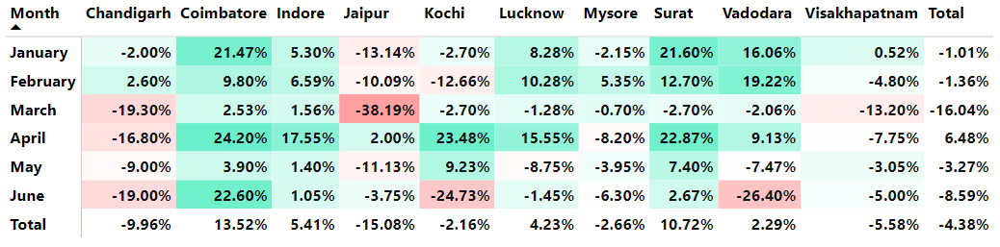 Month Chandigarh Coimbatore Indore Jaipur Kochi Lucknow Mysore Surat Vadodara Visakhapatnam Total
January -2.00% 21.47% 5.30% -13.14% -2.70% 8.28% -2.15% 21.60% 16.06% 0.52% -1.01%
February 2.60% 9.80% 6.59% -10.09% -12.66% 10.28% 5.35% 12.70% 19.22% -4.80% -1.36%
March -19.30% 2.53% 1.56% -38.19% -2.70% -1.28% -0.70% -2.70% -2.06% -13.20% -16.04%
April -16.80% 24.20% 17.55% 2.00% 23.48% 15.55% -8.20% 22.87% 9.13% -7.75% 6.48%
May -9.00% 3.90% 1.40% -11.13% 9.23% -8.75% -3.95% 7.40% -7.47% -3.05% -3.27%
June -19.00% 22.60% 1.05% -3.75% -24.73% -1.45% -6.30% 2.67% -26.40% -5.00% -8.59%
Total -9.96% 13.52% 5.41% -15.08% -2.16% 4.23% -2.66% 10.72% 2.29% -5.58% -4.38%